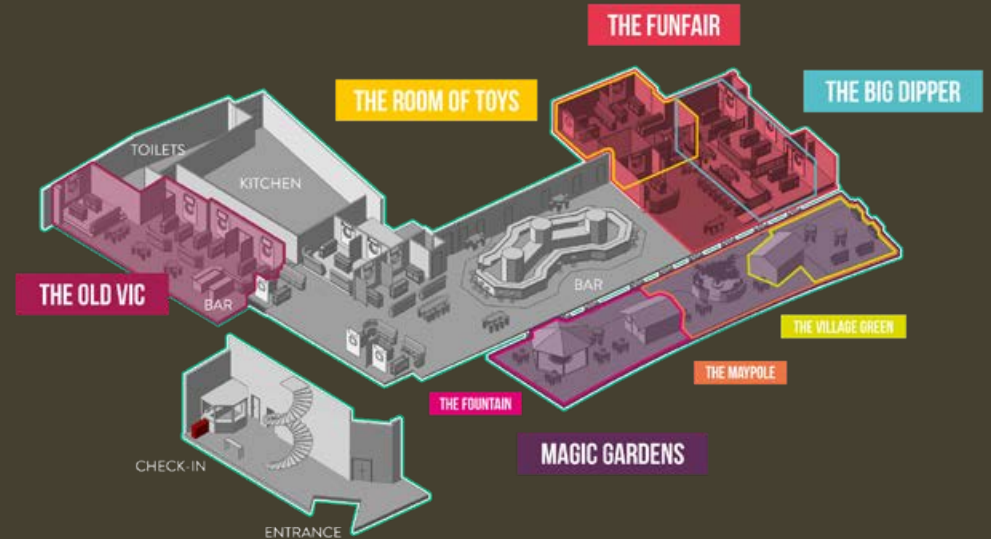 THE FUNFAIR
THE ROOM OF TOYS
THE BIG DIPPER
TOILETS
KITCHEN
THE OLD VIC
BAR
BAR
THE VILLAGE GREEN
THE MAYPOLE
THE FOUNTAIN
MAGIC GARDENS
CHECK-IN
ENTRANCE